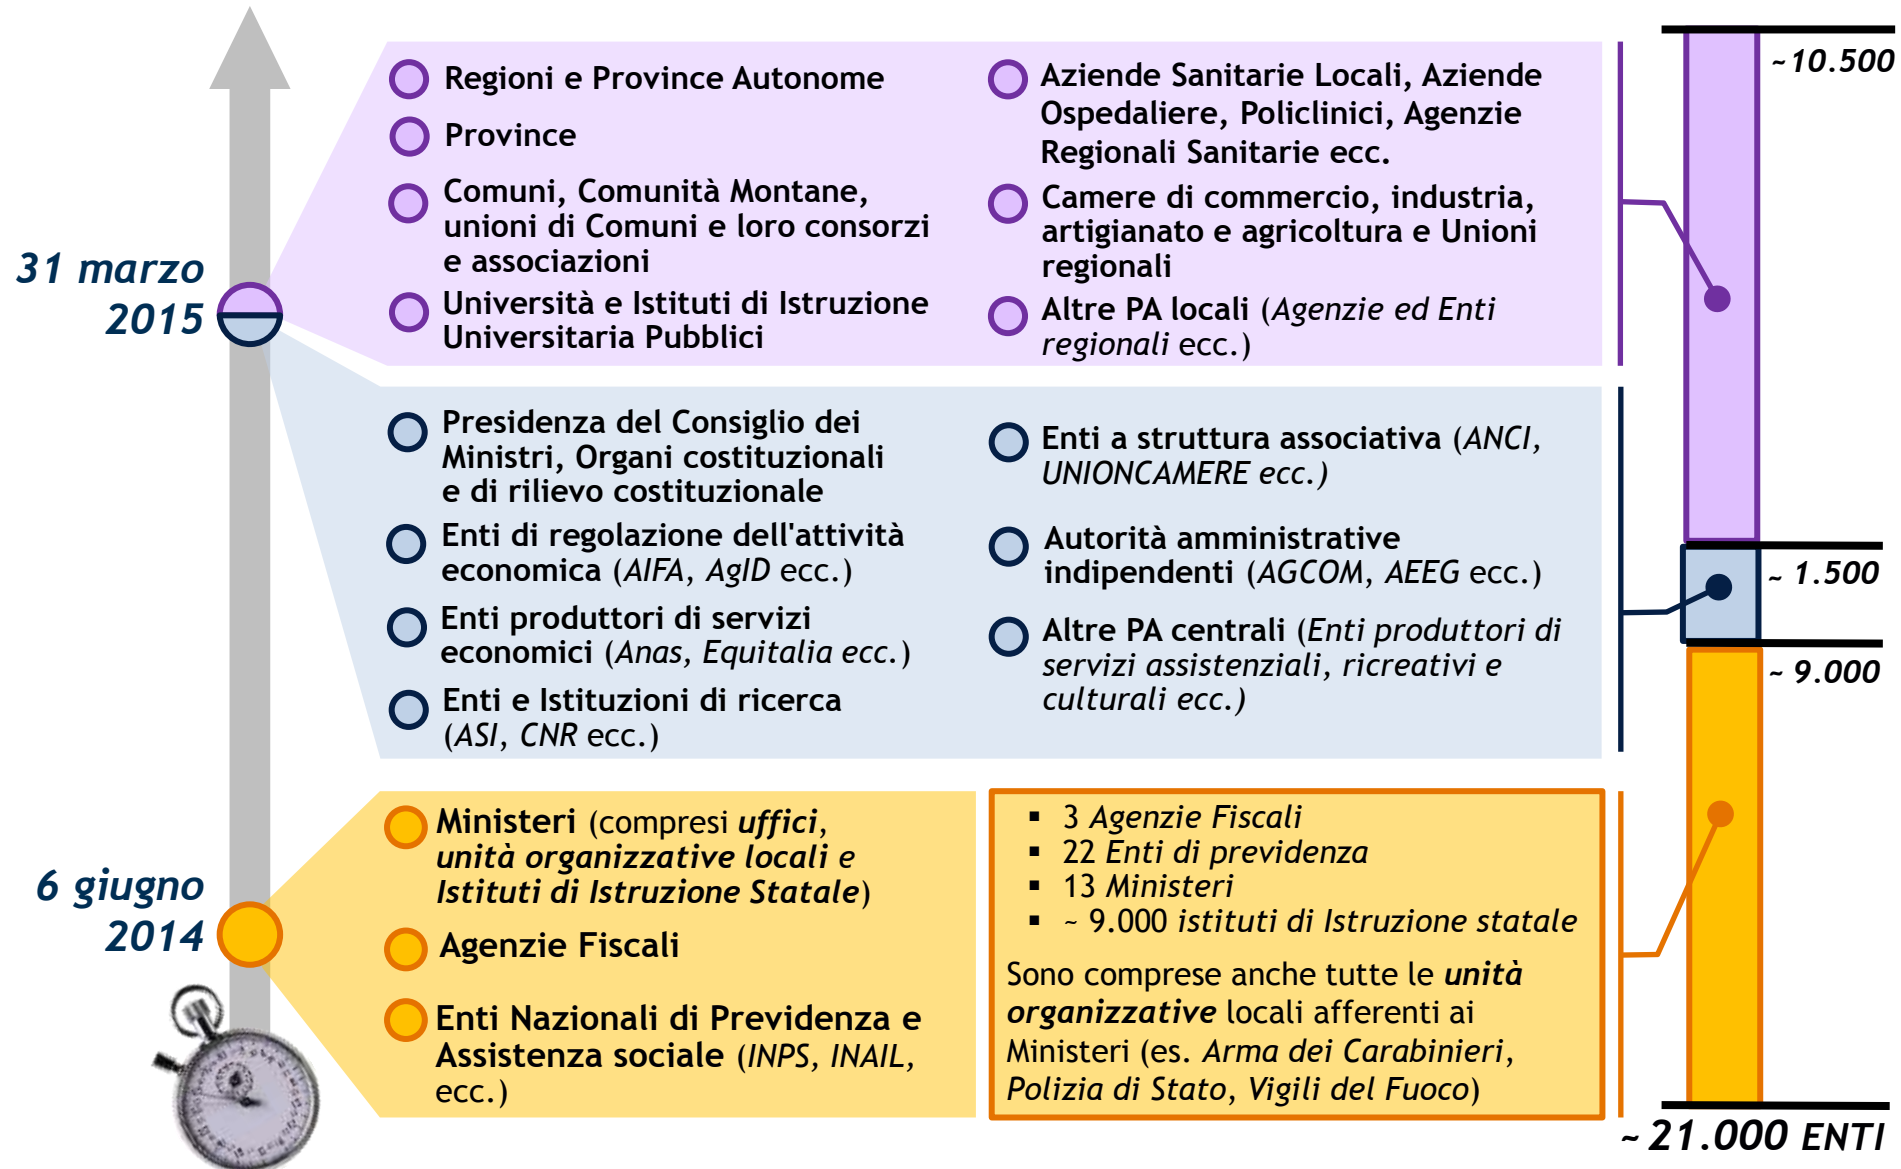 31 marzo
2015
Regioni e Province Autonome
Province
Comuni, Comunità Montane,
unioni di Comuni e loro consorzi
e associazioni
Università e Istituti di Istruzione
Universitaria Pubblici
Aziende Sanitarie Locali, Aziende
Ospedaliere, Policlinici, Agenzie
Regionali Sanitarie ecc.
Camere di commercio, industria,
artigianato e agricoltura e Unioni
regionali
Altre PA locali (Agenzie ed Enti
regionali ecc.)
~10.500
Presidenza del Consiglio dei
Ministri, Organi costituzionali
e di rilievo costituzionale
Enti di regolazione dell'attività
economica (AIFA, AgID ecc.)
Enti produttori di servizi
economici (Anas, Equitalia ecc.)
Enti e Istituzioni di ricerca
(ASI, CNR ecc.)
Enti a struttura associativa (ANCI,
UNIONCAMERE ecc.)
Autorità amministrative
indipendenti (AGCOM, AEEG ecc.)
Altre PA centrali (Enti produttori di
servizi assistenziali, ricreativi e
culturali ecc.)
~ 1.500
~ 9.000
6 giugno
2014
Ministeri (compresi uffici,
unità organizzative locali e
Istituti di Istruzione Statale)
Agenzie Fiscali
Enti Nazionali di Previdenza e
Assistenza sociale (INPS, INAIL,
ecc.)
▪ 3 Agenzie Fiscali
▪ 22 Enti di previdenza
▪ 13 Ministeri
▪ ~ 9.000 istituti di Istruzione statale
Sono comprese anche tutte le unità
organizzative locali afferenti ai
Ministeri (es. Arma dei Carabinieri,
Polizia di Stato, Vigili del Fuoco)
~ 21.000 ENTI